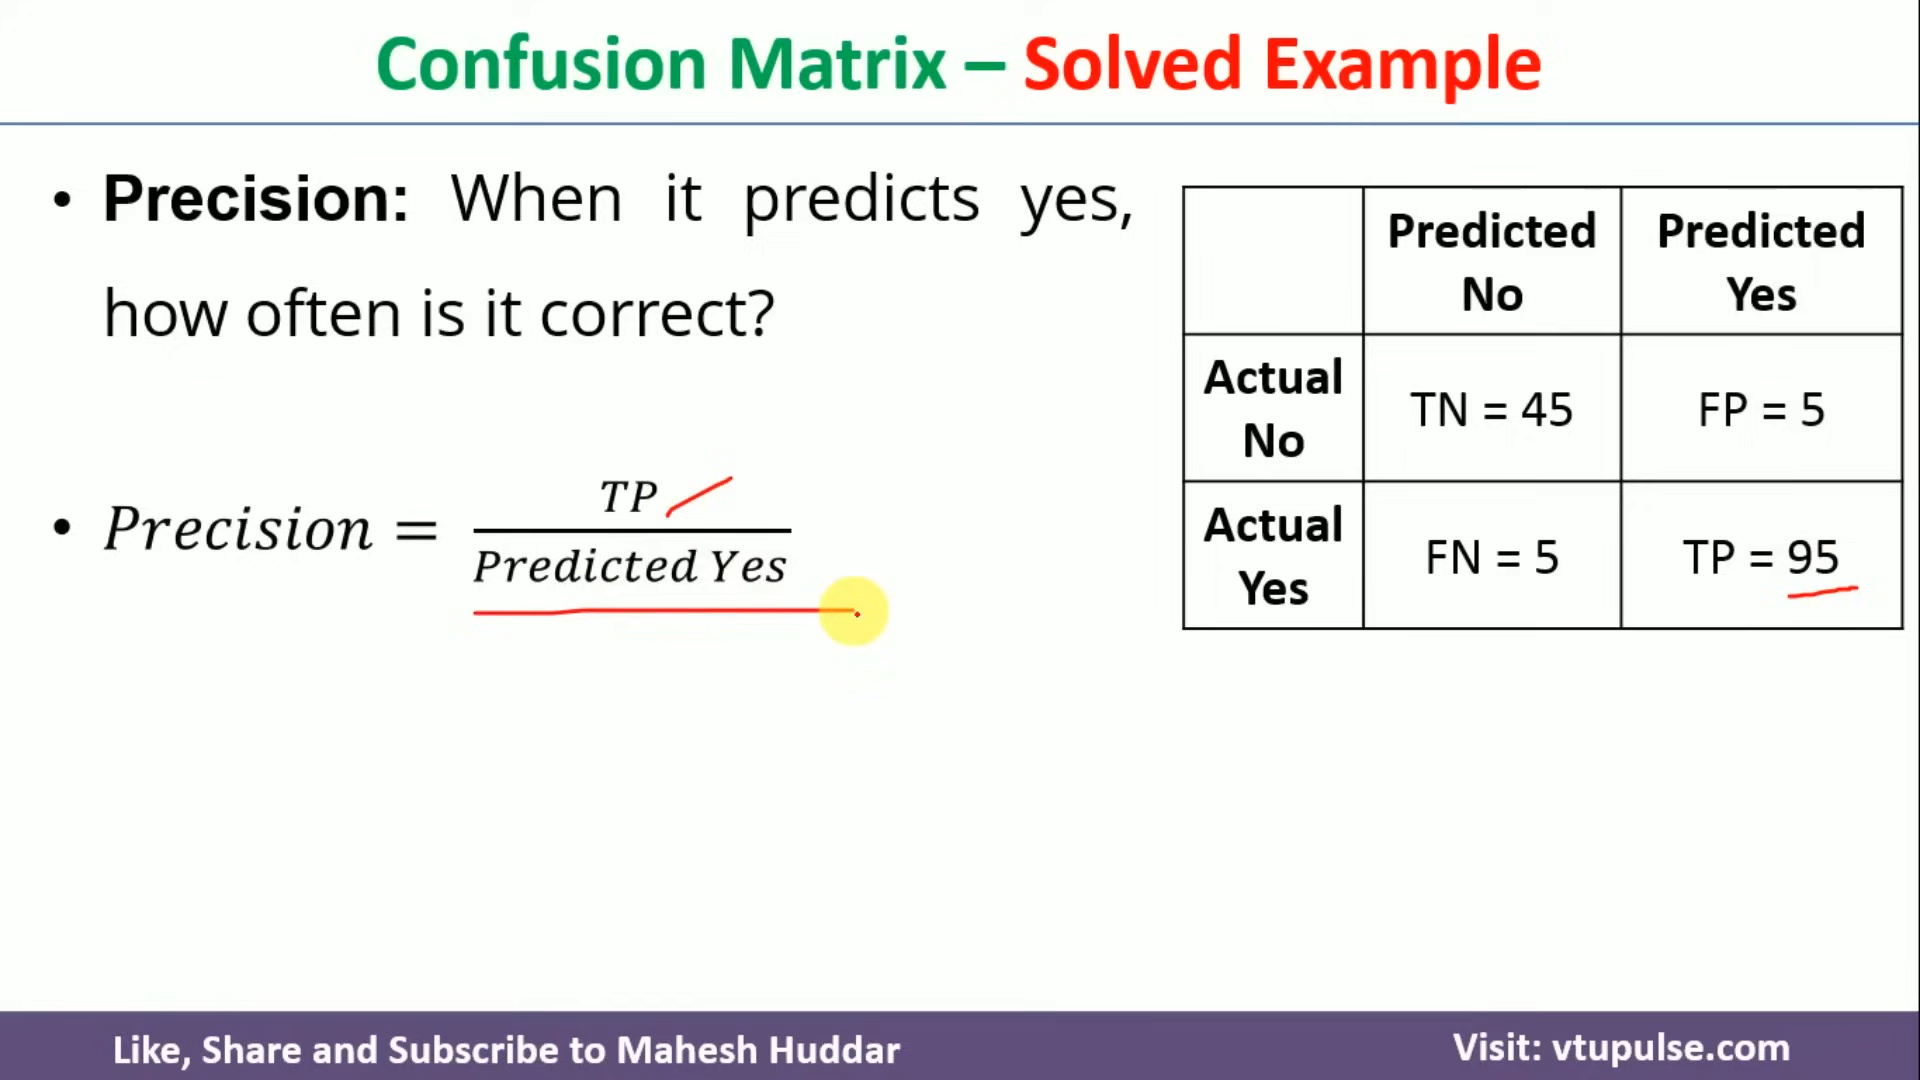 Confusion Matrix – Solved Example
• Precision: When it predicts yes,
how often is it correct?
• Precision = TP
Predicted Yes
Predicted No Predicted Yes
Actual No TN = 45 FP = 5
Actual Yes FN = 5 TP = 95
Like, Share and Subscribe to Mahesh Huddar
Visit: vtupulse.com